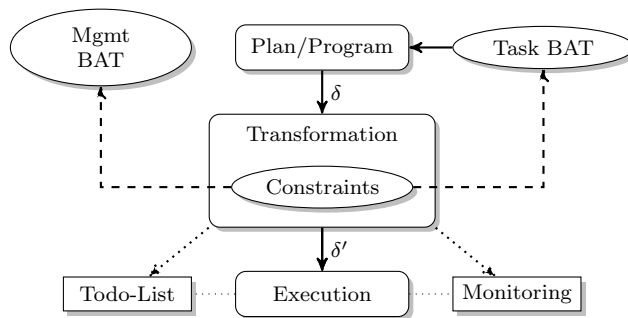 Mgmt
BAT
Plan/Program
Task BAT
δ
Transformation
Constraints
δ′
Todo-List
Execution
Monitoring